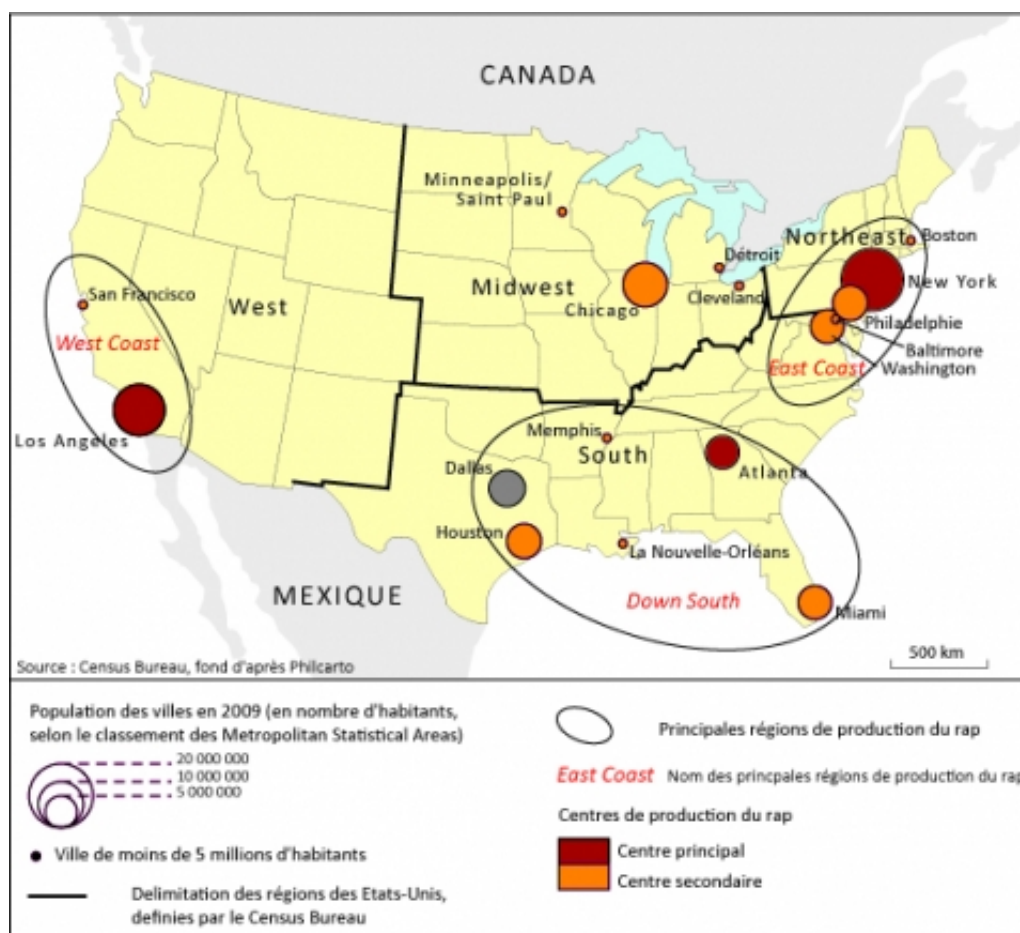 CANADA
Minneapolis/
Saint Paul
Northeast
Boston
Détroit
New York
San Francisco
West
Midwest
Chicago
Cleveland
Philadelphie
West Coast
Baltimore
East Coast
Washington
Los Angeles
Memphis
South
Dallas
Atlanta
Houston
La Nouvelle-Orléans
MEXIQUE
Down South
Miami
Source : Census Bureau, fond d'après Philcarto
500 km
Population des villes en 2009 (en nombre d'habitants,
selon le classement des Metropolitan Statistical Areas)
20 000 000
10 000 000
5 000 000
Ville de moins de 5 millions d'habitants
Delimitation des régions des Etats-Unis,
definies par le Census Bureau
Principales régions de production du rap
East Coast Nom des princpales régions de production du rap
Centres de production du rap
Centre principal
Centre secondaire